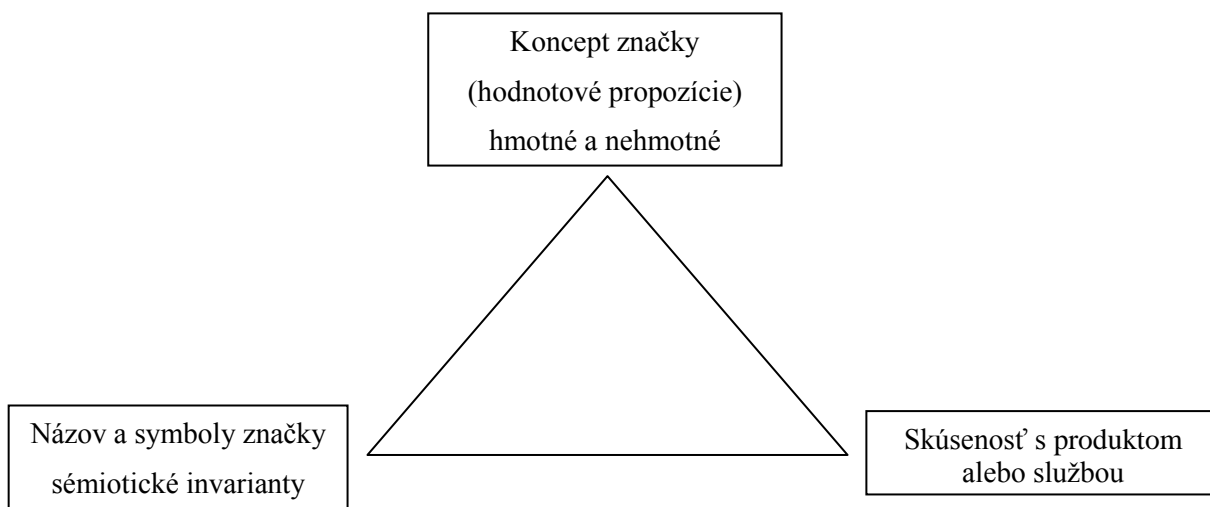 Koncept značky
(hodnotové propozície)
hmotné a nehmotné
Názov a symboly značky
sémiotické invarianty
Skúsenosť s produktom
alebo službou